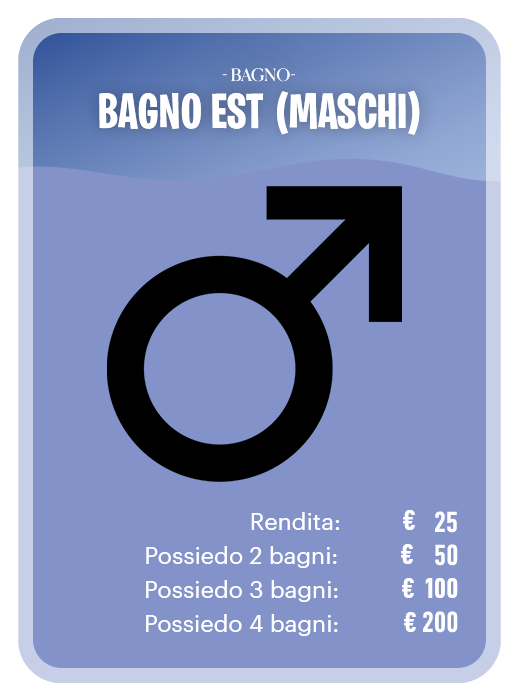 - BAGNO-
BAGNO EST (MASCHI)
Rendita: € 25
Possiedo 2 bagni: € 50
Possiedo 3 bagni: € 100
Possiedo 4 bagni: € 200